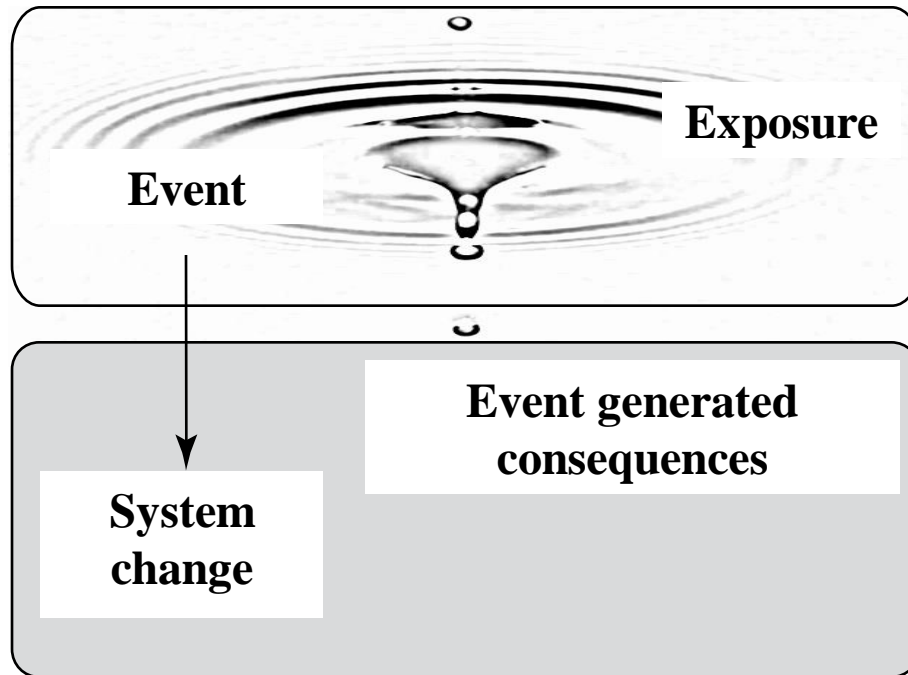 Exposure
Event
Event generated
consequences
System
change